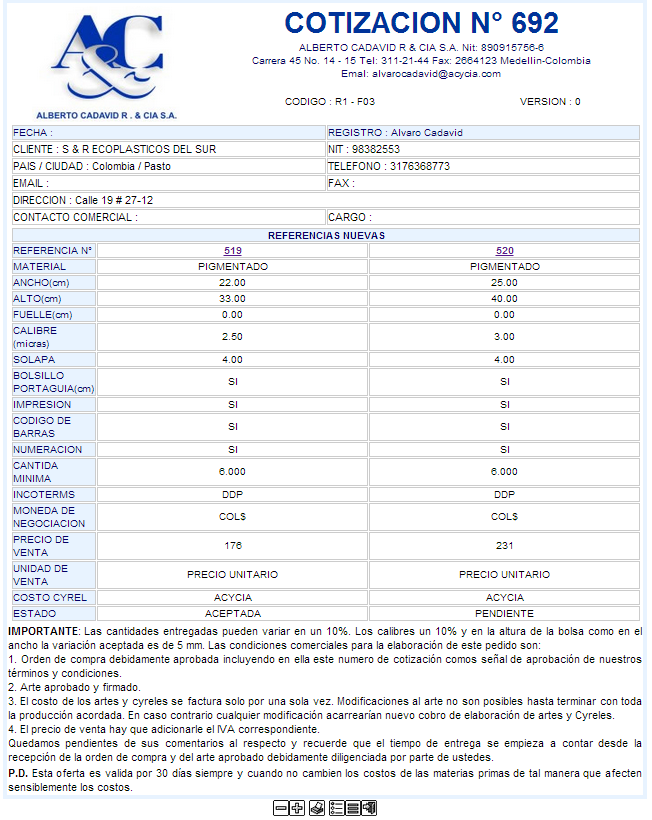 COTIZACION N° 692
ALBERTO CADAVID R & CIA S.A. Nit: 890915756-6
Carrera 45 No. 14 - 15 Tel: 311-21-44 Fax: 2664123 Medellin-Colombia
Emal: alvarocadavid@acycia.com
A&C
ALBERTO CADAVID R . & CIA S.A.
CODIGO : R1 - F03 VERSION : 0
FECHA : REGISTRO : Alvaro Cadavid
CLIENTE : S & R ECOPLASTICOS DEL SUR NIT : 98382553
PAIS / CIUDAD : Colombia / Pasto TELEFONO : 3176368773
EMAIL : FAX :
DIRECCION : Calle 19 # 27-12
CONTACTO COMERCIAL : CARGO :
REFERENCIAS NUEVAS
REFERENCIA N° 519 520
MATERIAL PIGMENTADO PIGMENTADO
ANCHO(cm) 22.00 25.00
ALTO(cm) 33.00 40.00
FUELLE(cm) 0.00 0.00
CALIBRE
(micras) 2.50 3.00
SOLAPA 4.00 4.00
BOLSILLO
PORTAGUIA(cm) SI SI
IMPRESION SI SI
CODIGO DE
BARRAS SI SI
NUMERACION SI SI
CANTIDA
MINIMA 6.000 6.000
INCOTERMS DDP DDP
MONEDA DE
NEGOCIACION COL$ COL$
PRECIO DE
VENTA 176 231
UNIDAD DE
VENTA PRECIO UNITARIO PRECIO UNITARIO
COSTO CYREL ACYCIA ACYCIA
ESTADO ACEPTADA PENDIENTE
IMPORTANTE: Las cantidades entregadas pueden variar en un 10%. Los calibres un 10% y en la altura de la bolsa como en el
ancho la variación aceptada es de 5 mm. Las condiciones comerciales para la elaboración de este pedido son:
1. Orden de compra debidamente aprobada incluyendo en ella este numero de cotización comos señal de aprobación de nuestros
términos y condiciones.
2. Arte aprobado y firmado.
3. El costo de los artes y cyreles se factura solo por una sola vez. Modificaciones al arte no son posibles hasta terminar con toda
la producción acordada. En caso contrario cualquier modificación acarrearían nuevo cobro de elaboración de artes y Cyreles.
4. El precio de venta hay que adicionarle el IVA correspondiente.
Quedamos pendientes de sus comentarios al respecto y recuerde que el tiempo de entrega se empieza a contar desde la
recepción de la orden de compra y del arte aprobado debidamente diligenciada por parte de ustedes.
P.D. Esta oferta es valida por 30 días siempre y cuando no cambien los costos de las materias primas de tal manera que afecten
sensiblemente los costos.